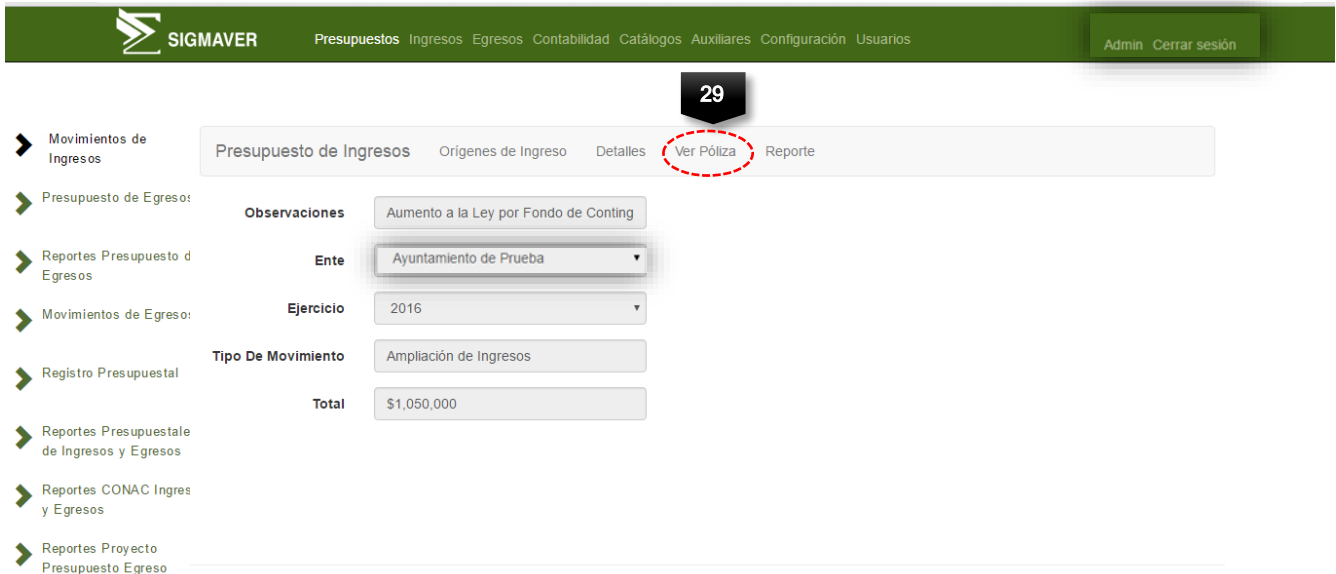 SIGMAVER Presupuestos Ingresos Egresos Contabilidad Catálogos Auxiliares Configuración Usuarios Admin Cerrar sesión
29
Movimientos de
Ingresos
Presupuesto de Egresos
Reportes Presupuesto d
Egresos
Movimientos de Egresos
Registro Presupuestal
Reportes Presupuestale
de Ingresos y Egresos
Reportes CONAC Ingres
y Egresos
Reportes Proyecto
Presupuesto Egreso
Presupuesto de Ingresos Orígenes de Ingreso Detalles Ver Póliza Reporte
Observaciones Aumento a la Ley por Fondo de Conting
Ente Ayuntamiento de Prueba
Ejercicio 2016
Tipo De Movimiento Ampliación de Ingresos
Total $1,050,000